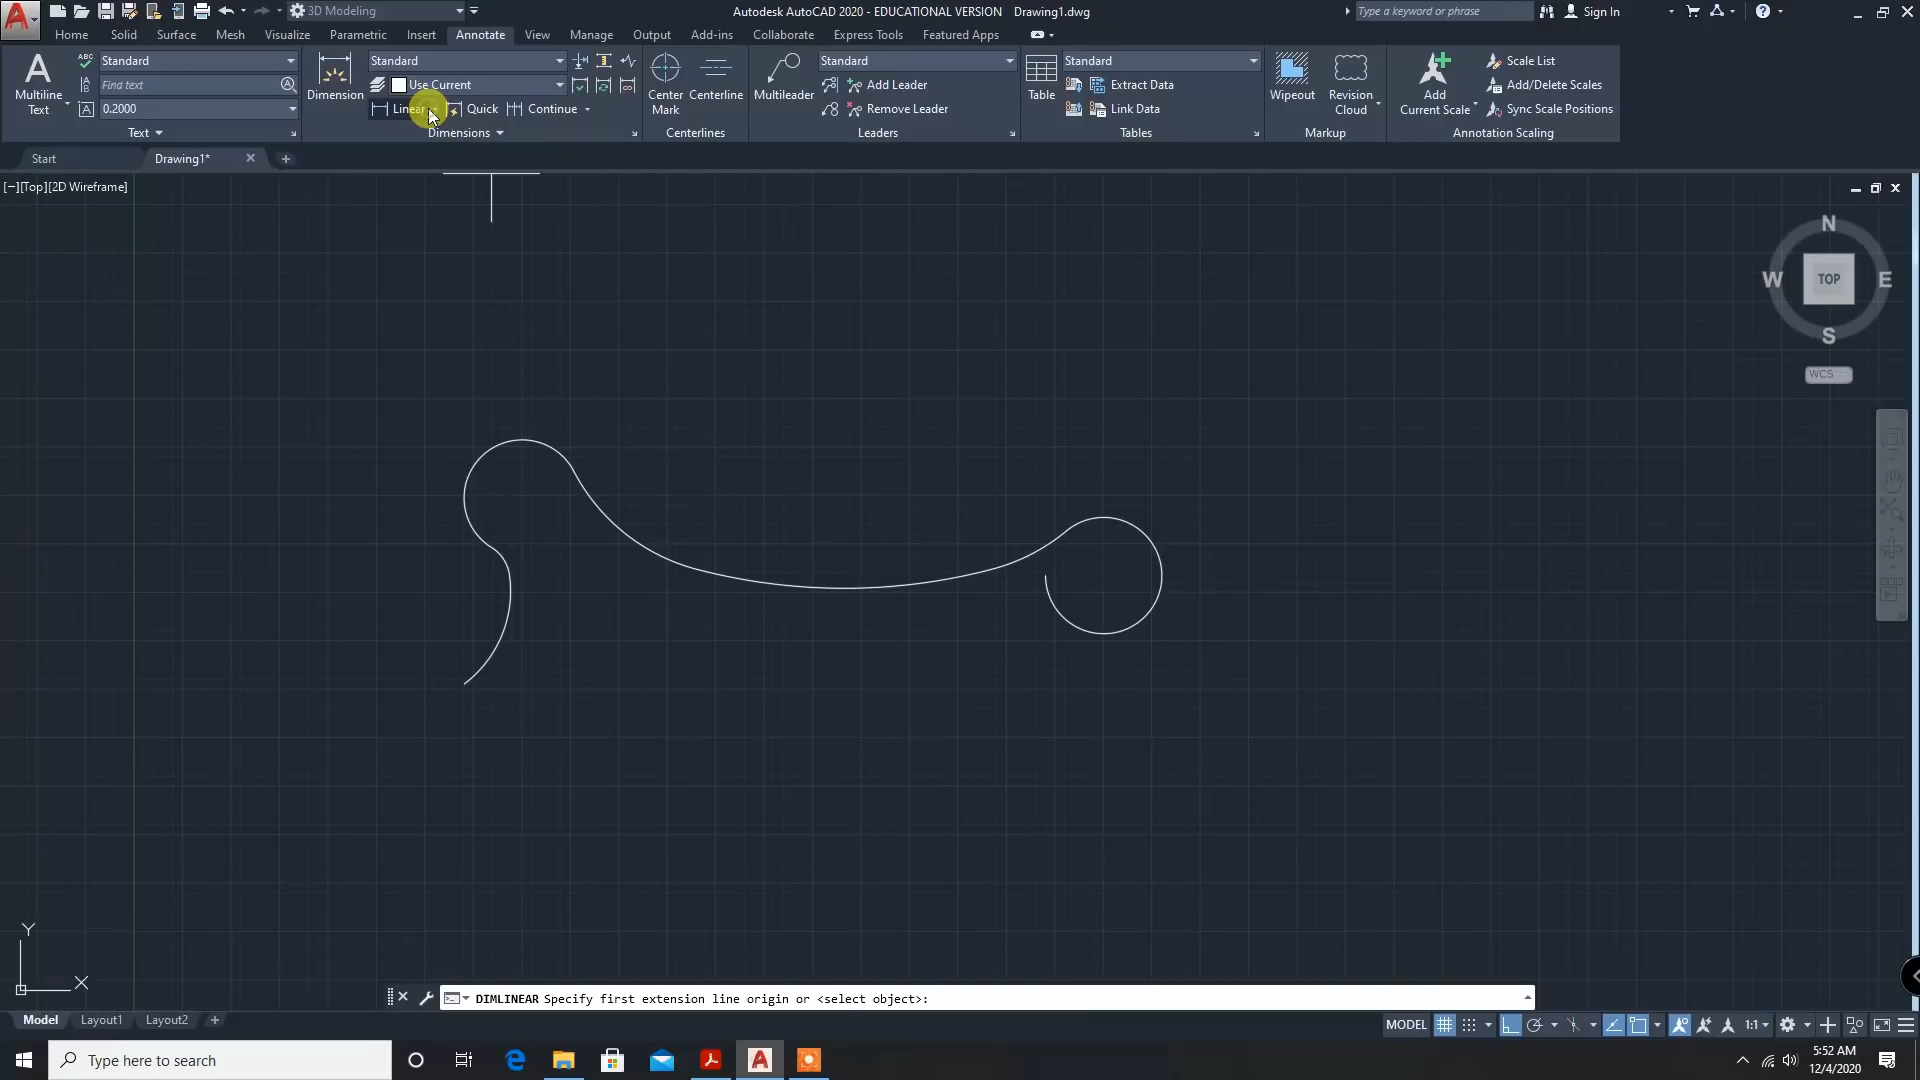 3D Modeling
Autodesk AutoCAD 2020 - EDUCATIONAL VERSION Drawing1.dwg
Type a keyword or phrase
Sign In
Home Solid Surface Mesh Visualize Parametric Insert Annotate View Manage Output Add-ins Collaborate Express Tools Featured Apps
ABC Standard
Standard
Standard
Standard
Scale List
Find text
Use Current
Add Leader
Extract Data
Add/Delete Scales
Multiline
Text
0.2000
Dimension
Linear Quick Continue
Center
Mark
Centerline
Multileader
Remove Leader
Table
Link Data
Wipeout
Revision
Cloud
Add
Current Scale
Sync Scale Positions
Text
Dimensions
Centerlines
Leaders
Tables
Markup
Annotation Scaling
Start
Drawing1*
[−][Top][2D Wireframe]
N
W TOP E
S
WCS
Y
X
DIMLINEAR Specify first extension line origin or <select object>:
Model Layout1 Layout2
MODEL
1:1
Type here to search
5:52 AM
12/4/2020